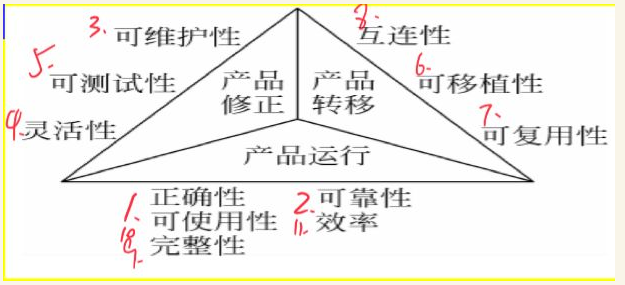 3. 可维护性
8. 互连性
5. 可测试性
产品
修正
产品
转移
6. 可移植性
4. 灵活性
7. 可复用性
产品运行
1. 正确性
2. 可靠性
10 可使用性
11. 效率
9. 完整性